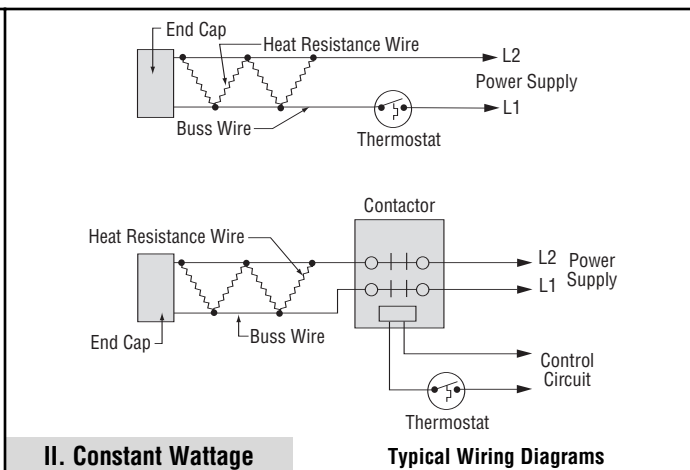 End Cap
Heat Resistance Wire
L2
Power Supply
L1
Buss Wire
Thermostat
Contactor
Heat Resistance Wire
L2 Power
L1 Supply
End Cap
Buss Wire
Control
Circuit
Thermostat
II. Constant Wattage
Typical Wiring Diagrams